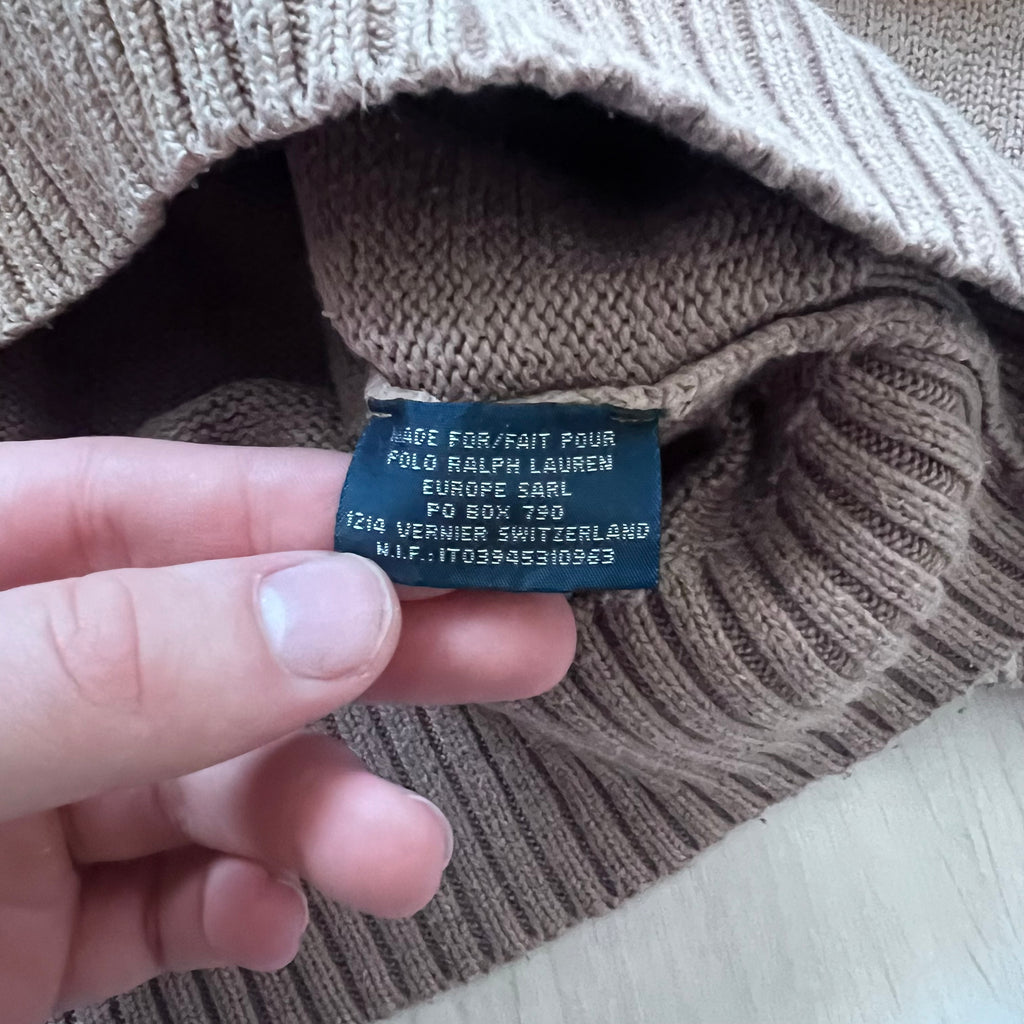 MADE FOR/FAIT POUR
POLO RALPH LAUREN
EUROPE SARL
PO BOX 790
1214 VERNIER SWITZERLAND
N.I.F.:IT03945310963